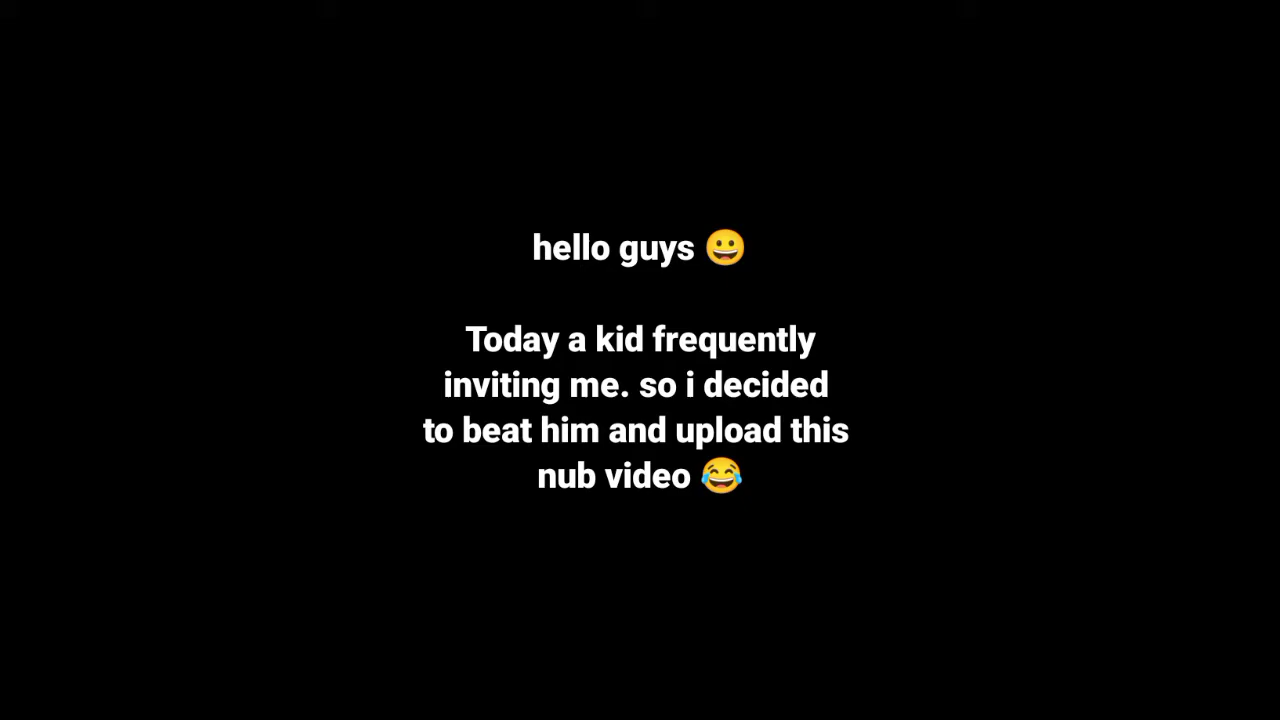 hello guys 😀
Today a kid frequently
inviting me. so i decided
to beat him and upload this
nub video 😂